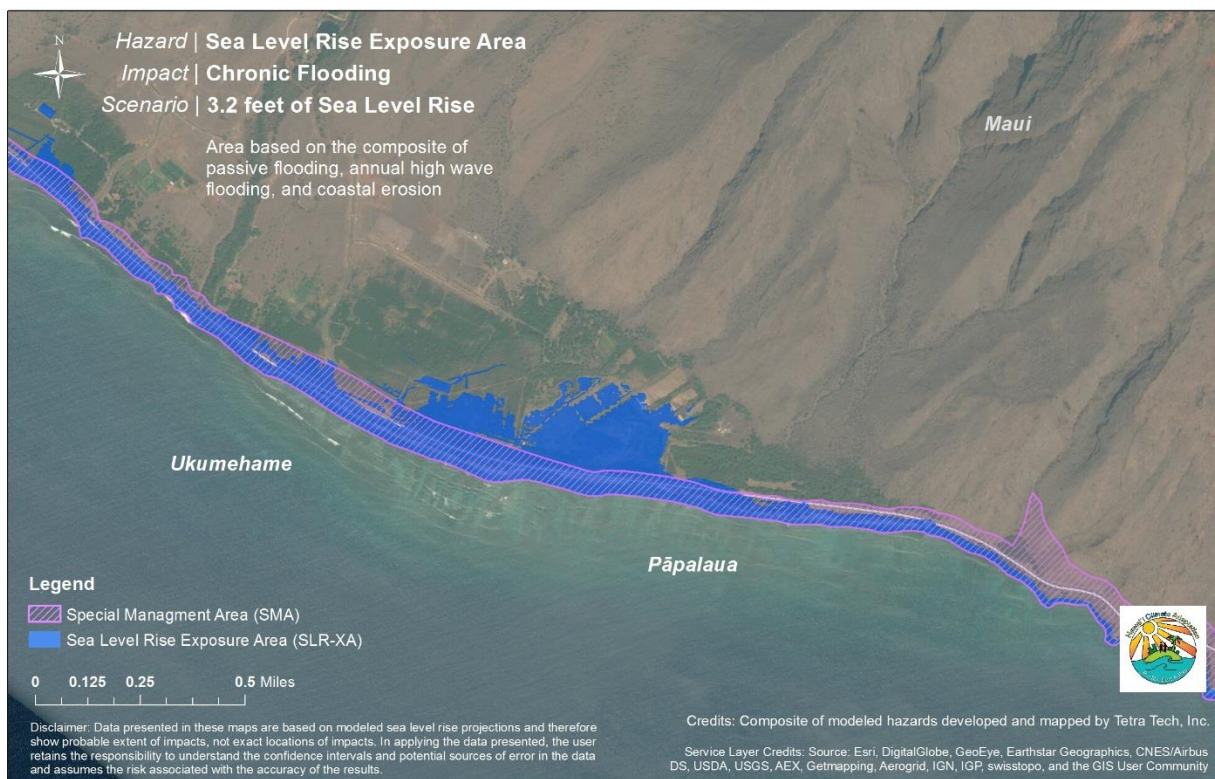 N
Hazard | Sea Level Rise Exposure Area
Impact | Chronic Flooding
Scenario | 3.2 feet of Sea Level Rise
Area based on the composite of
passive flooding, annual high wave
flooding, and coastal erosion
Maui
Ukumehame
Pāpalaua
Legend
Special Managment Area (SMA)
Sea Level Rise Exposure Area (SLR-XA)
0 0.125 0.25 0.5 Miles
Disclaimer: Data presented in these maps are based on modeled sea level rise projections and therefore
show probable extent of impacts, not exact locations of impacts. In applying the data presented, the user
retains the responsibility to understand the confidence intervals and potential sources of error in the data
and assumes the risk associated with the accuracy of the results.
Credits: Composite of modeled hazards developed and mapped by Tetra Tech, Inc.
Service Layer Credits: Source: Esri, DigitalGlobe, GeoEye, Earthstar Geographics, CNES/Airbus
DS, USDA, USGS, AEX, Getmapping, Aerogrid, IGN, IGP, swisstopo, and the GIS User Community